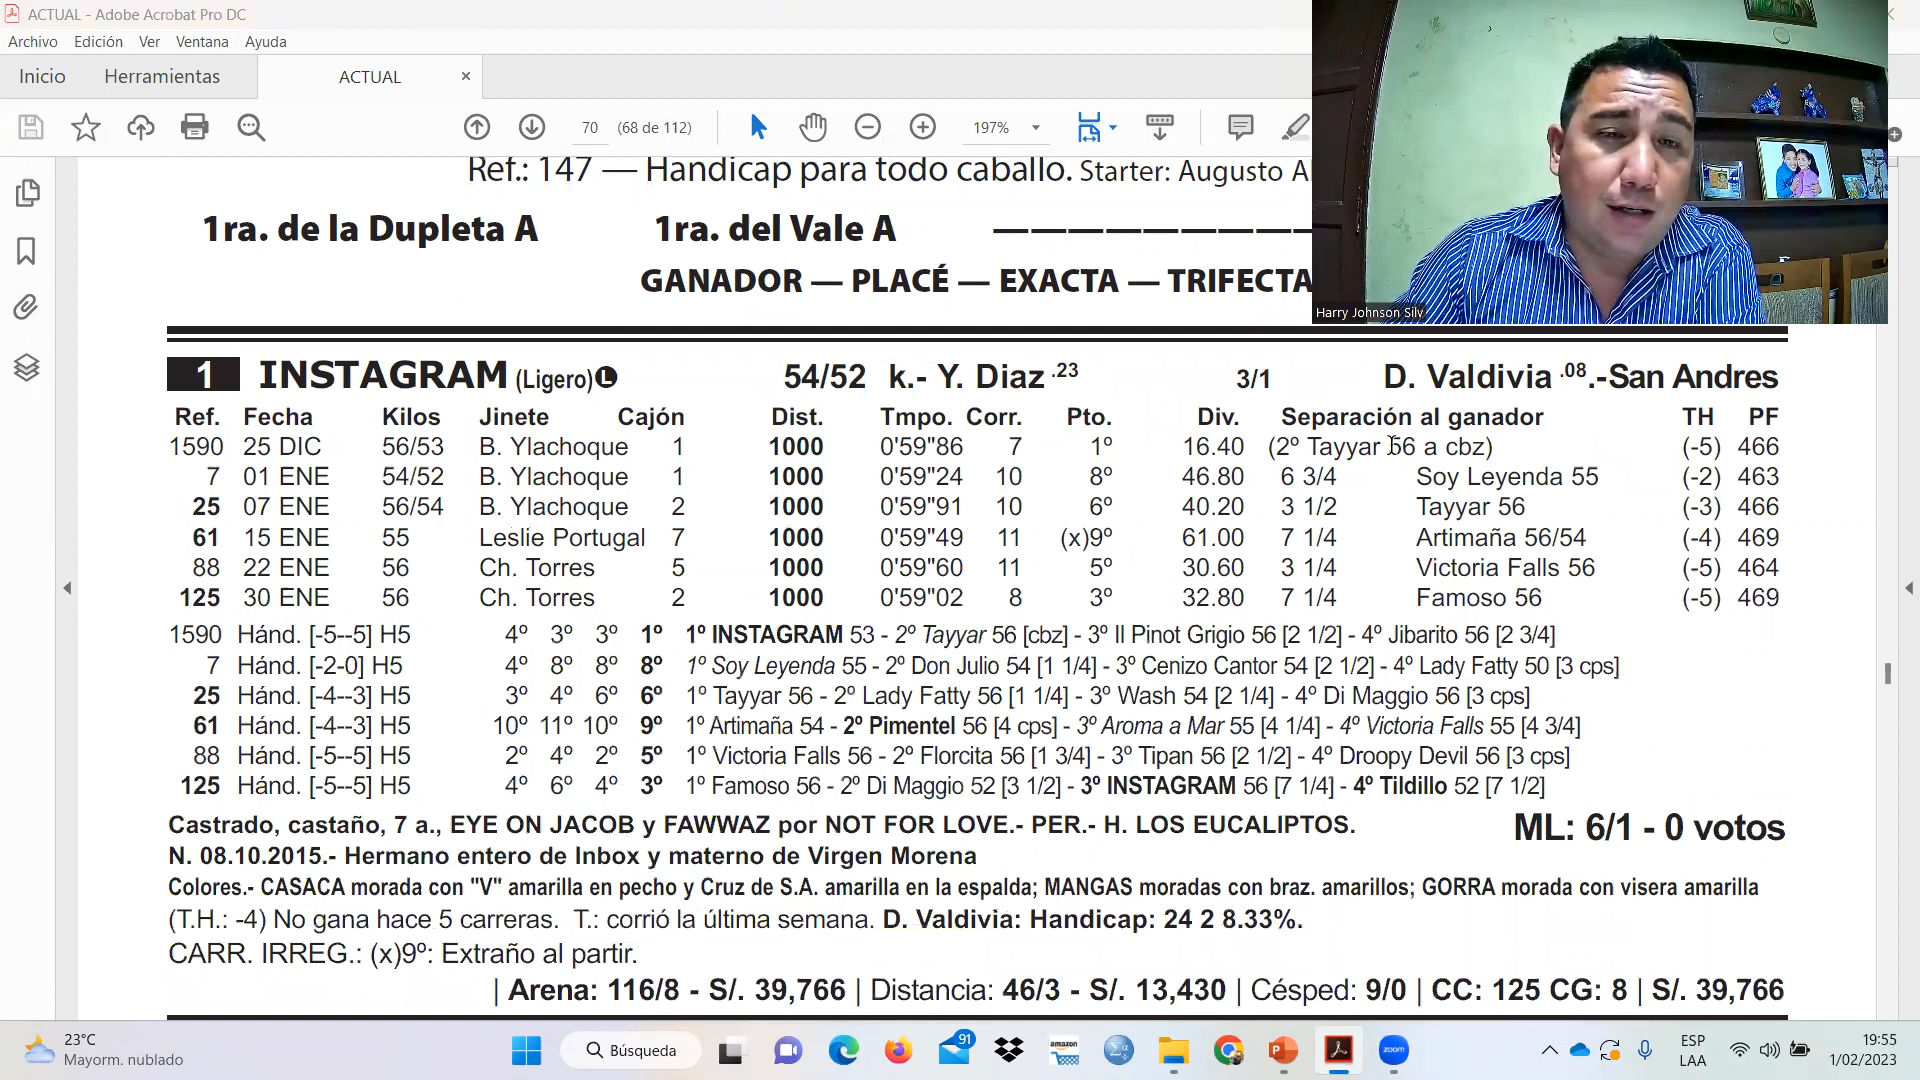 ACTUAL - Adobe Acrobat Pro DC
Archivo Edición Ver Ventana Ayuda
Inicio Herramientas ACTUAL ×
70 (68 de 112) 197%
Ref.: 147 — Handicap para todo caballo. Starter: Augusto
1ra. de la Dupleta A 1ra. del Vale A
GANADOR — PLACÉ — EXACTA — TRIFECTA
Harry Johnson Silv
1 INSTAGRAM (Ligero) L 54/52 k.- Y. Diaz .23 3/1 D. Valdivia .08.-San Andres
Ref. Fecha Kilos Jinete Cajón Dist. Tmpo. Corr. Pto. Div. Separación al ganador TH PF
1590 25 DIC 56/53 B. Ylachoque 1 1000 0'59"86 7 1º 16.40 (2º Tayyar 56 a cbz) (-5) 466
7 01 ENE 54/52 B. Ylachoque 1 1000 0'59"24 10 8º 46.80 6 3/4 Soy Leyenda 55 (-2) 463
25 07 ENE 56/54 B. Ylachoque 2 1000 0'59"91 10 6º 40.20 3 1/2 Tayyar 56 (-3) 466
61 15 ENE 55 Leslie Portugal 7 1000 0'59"49 11 (x)9º 61.00 7 1/4 Artimaña 56/54 (-4) 469
88 22 ENE 56 Ch. Torres 5 1000 0'59"60 11 5º 30.60 3 1/4 Victoria Falls 56 (-5) 464
125 30 ENE 56 Ch. Torres 2 1000 0'59"02 8 3º 32.80 7 1/4 Famoso 56 (-5) 469
1590 Hánd. [-5--5] H5 4º 3º 3º 1º 1º INSTAGRAM 53 - 2º Tayyar 56 [cbz] - 3º Il Pinot Grigio 56 [2 1/2] - 4º Jibarito 56 [2 3/4]
7 Hánd. [-2-0] H5 4º 8º 8º 8º 1º Soy Leyenda 55 - 2º Don Julio 54 [1 1/4] - 3º Cenizo Cantor 54 [2 1/2] - 4º Lady Fatty 50 [3 cps]
25 Hánd. [-4--3] H5 3º 4º 6º 6º 1º Tayyar 56 - 2º Lady Fatty 56 [1 1/4] - 3º Wash 54 [2 1/4] - 4º Di Maggio 56 [3 cps]
61 Hánd. [-4--3] H5 10º 11º 10º 9º 1º Artimaña 54 - 2º Pimentel 56 [4 cps] - 3º Aroma a Mar 55 [4 1/4] - 4º Victoria Falls 55 [4 3/4]
88 Hánd. [-5--5] H5 2º 4º 2º 5º 1º Victoria Falls 56 - 2º Florcita 56 [1 3/4] - 3º Tipan 56 [2 1/2] - 4º Droopy Devil 56 [3 cps]
125 Hánd. [-5--5] H5 4º 6º 4º 3º 1º Famoso 56 - 2º Di Maggio 52 [3 1/2] - 3º INSTAGRAM 56 [7 1/4] - 4º Tildillo 52 [7 1/2]
Castrado, castaño, 7 a., EYE ON JACOB y FAWWAZ por NOT FOR LOVE.- PER.- H. LOS EUCALIPTOS. ML: 6/1 - 0 votos
N. 08.10.2015.- Hermano entero de Inbox y materno de Virgen Morena
Colores.- CASACA morada con "V" amarilla en pecho y Cruz de S.A. amarilla en la espalda; MANGAS moradas con braz. amarillos; GORRA morada con visera amarilla
(T.H.: -4) No gana hace 5 carreras. T.: corrió la última semana. D. Valdivia: Handicap: 24 2 8.33%.
CARR. IRREG.: (x)9º: Extraño al partir.
| Arena: 116/8 - S/. 39,766 | Distancia: 46/3 - S/. 13,430 | Césped: 9/0 | CC: 125 CG: 8 | S/. 39,766
23°C
Mayorm. nublado
Búsqueda
91
amazon
zoom
ESP
LAA
19:55
1/02/2023